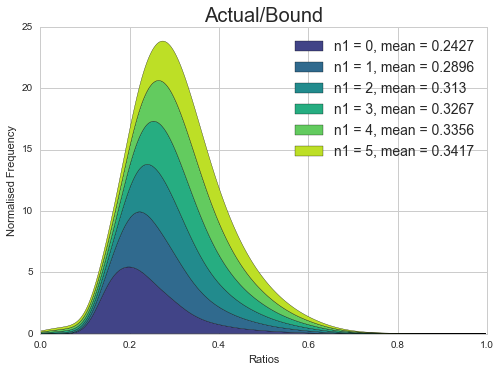 Actual/Bound
25
20
15
10
5
0
Normalised Frequency
n1 = 0, mean = 0.2427
n1 = 1, mean = 0.2896
n1 = 2, mean = 0.313
n1 = 3, mean = 0.3267
n1 = 4, mean = 0.3356
n1 = 5, mean = 0.3417
0.0 0.2 0.4 0.6 0.8 1.0
Ratios